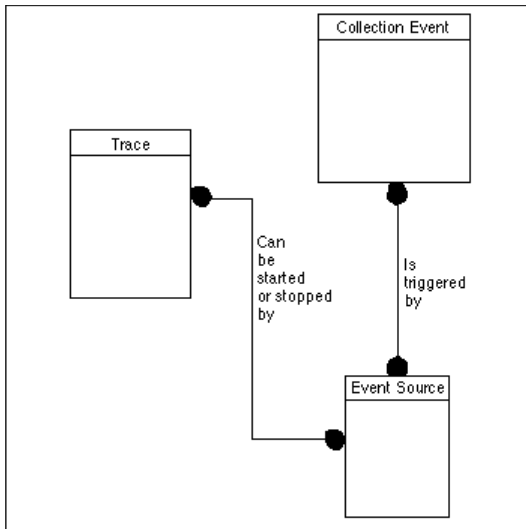 Collection Event
Trace
Can
be
started
or stopped
by
Is
triggered
by
Event Source